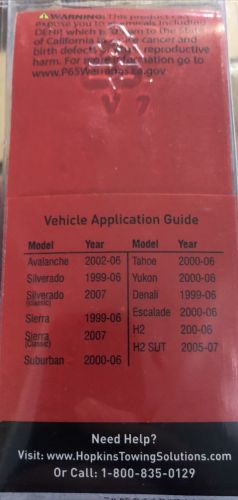 ⚠WARNING: This product can
expose you to chemicals including
DEHP which is known to the State
of California to cause cancer and
birth defects or other reproductive
harm. For more information go to
www.P65Warnings.ca.gov
Vehicle Application Guide
Model Year Model Year
Avalanche 2002-06 Tahoe 2000-06
Silverado 1999-06 Yukon 2000-06
Silverado 2007 Denali 1999-06
(classic)
Escalade 2000-06
Sierra 1999-06 H2 200-06
Sierra 2007 H2 SUT 2005-07
(Classic)
Suburban 2000-06
Need Help?
Visit: www.HopkinsTowingSolutions.com
Or Call: 1-800-835-0129